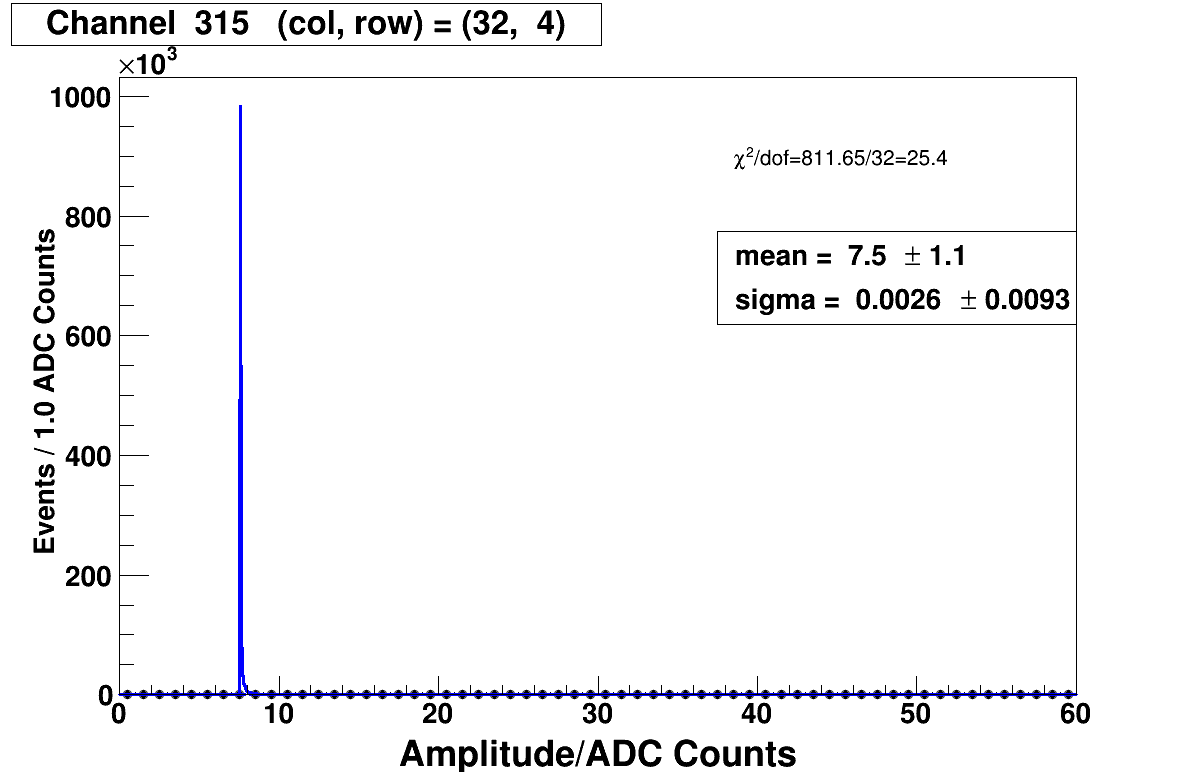 Channel 315 (col, row) = (32, 4)
×10³
1000
800
600
400
200
0
Events / 1.0 ADC Counts
χ²/dof=811.65/32=25.4
mean = 7.5 ± 1.1
sigma = 0.0026 ± 0.0093
0 10 20 30 40 50 60
Amplitude/ADC Counts